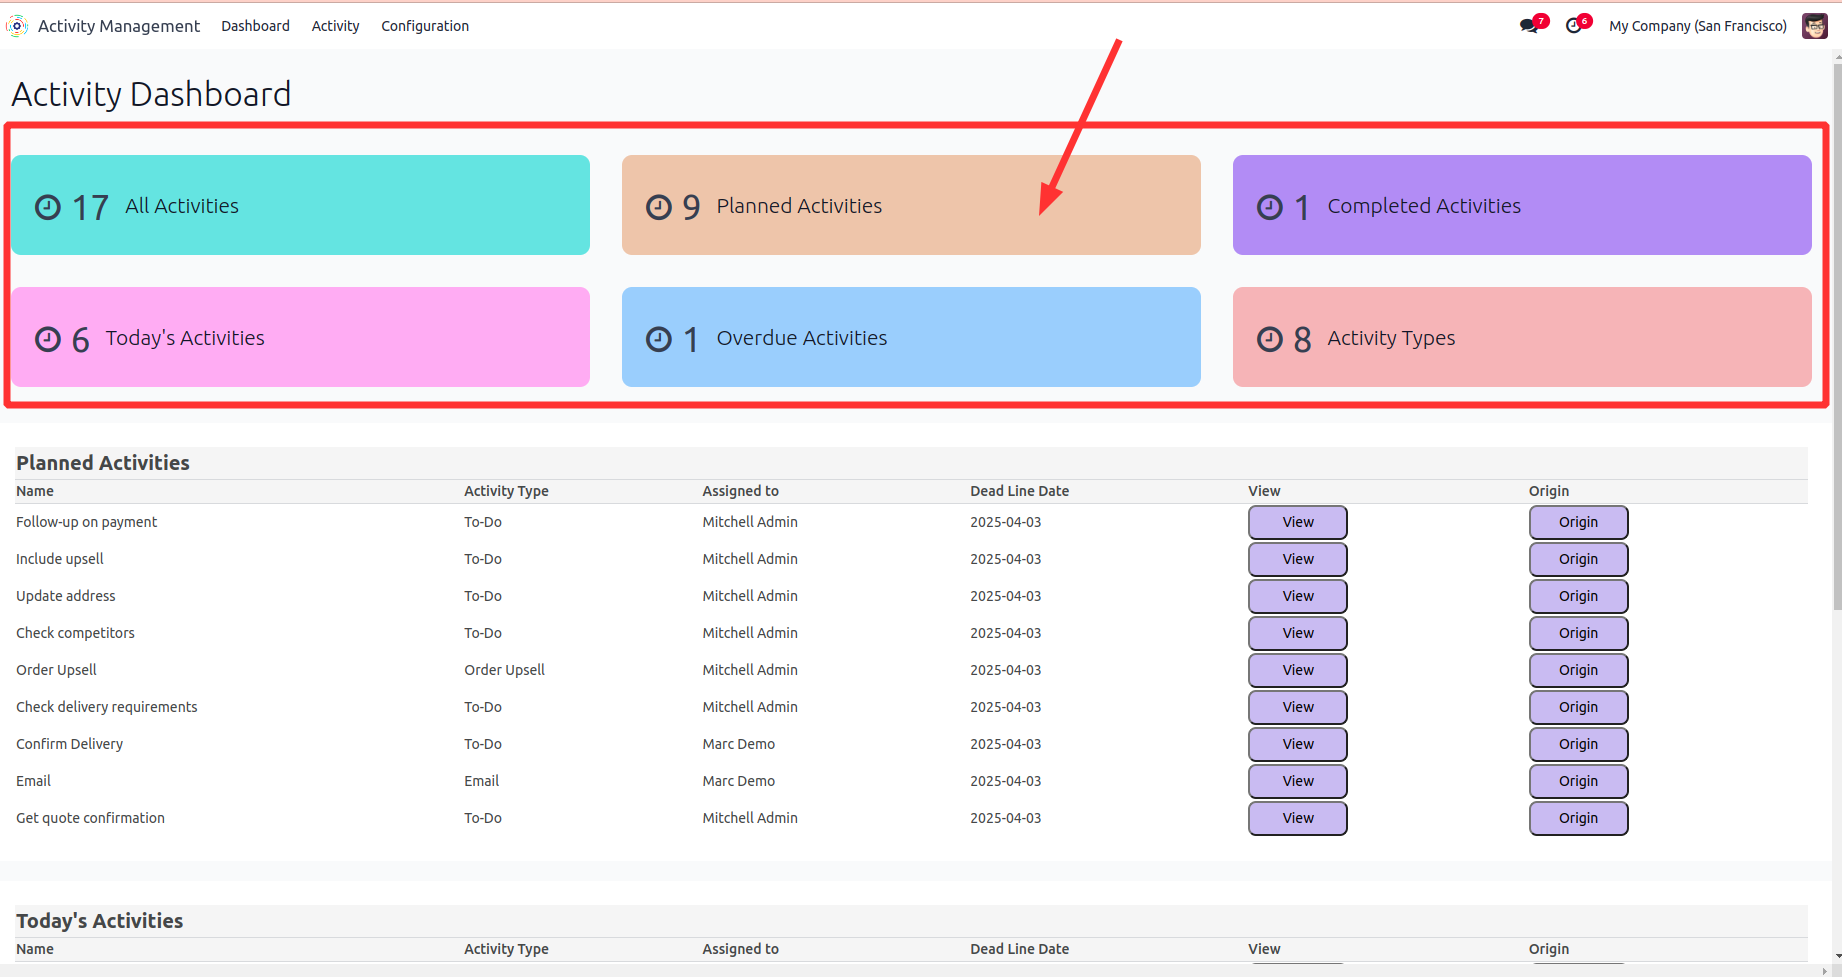 Activity Management Dashboard Activity Configuration 7 6 My Company (San Francisco)
Activity Dashboard
17 All Activities 9 Planned Activities 1 Completed Activities
6 Today's Activities 1 Overdue Activities 8 Activity Types
Planned Activities
Name Activity Type Assigned to Dead Line Date View Origin
Follow-up on payment To-Do Mitchell Admin 2025-04-03 View Origin
Include upsell To-Do Mitchell Admin 2025-04-03 View Origin
Update address To-Do Mitchell Admin 2025-04-03 View Origin
Check competitors To-Do Mitchell Admin 2025-04-03 View Origin
Order Upsell Order Upsell Mitchell Admin 2025-04-03 View Origin
Check delivery requirements To-Do Mitchell Admin 2025-04-03 View Origin
Confirm Delivery To-Do Marc Demo 2025-04-03 View Origin
Email Email Marc Demo 2025-04-03 View Origin
Get quote confirmation To-Do Mitchell Admin 2025-04-03 View Origin
Today's Activities
Name Activity Type Assigned to Dead Line Date View Origin